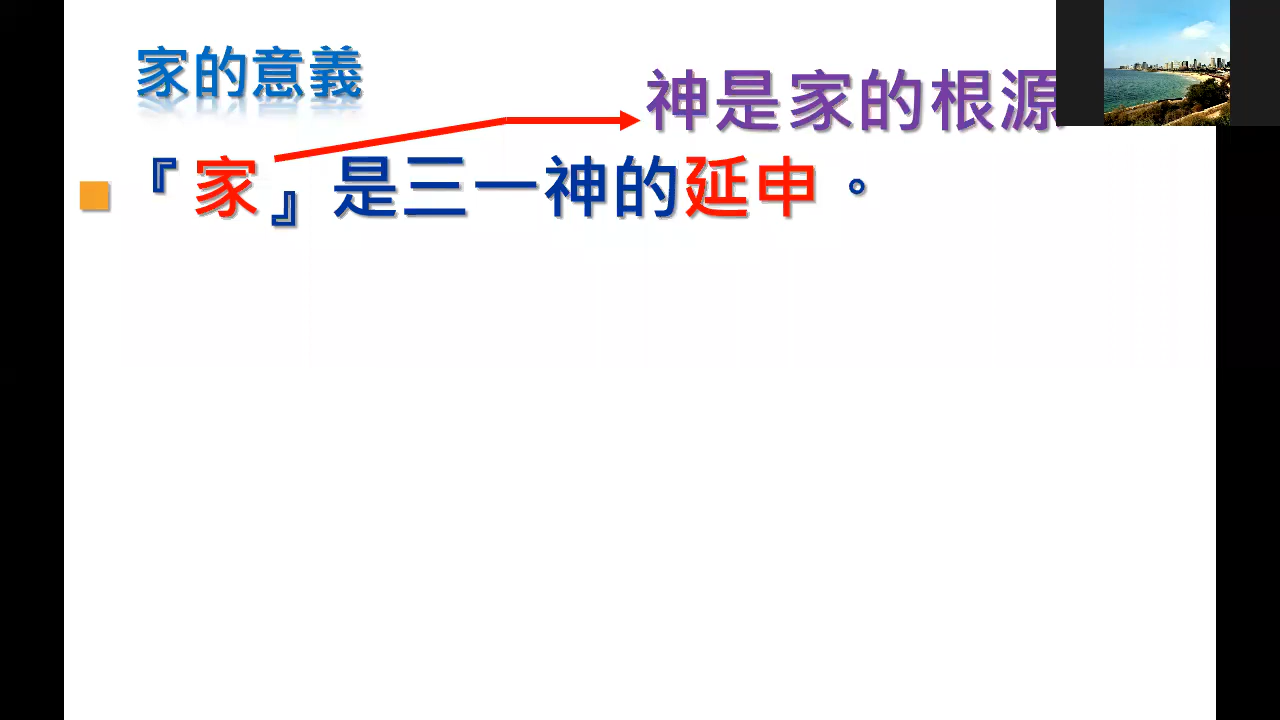 家的意義
神是家的根源
『家』是三一神的延申。